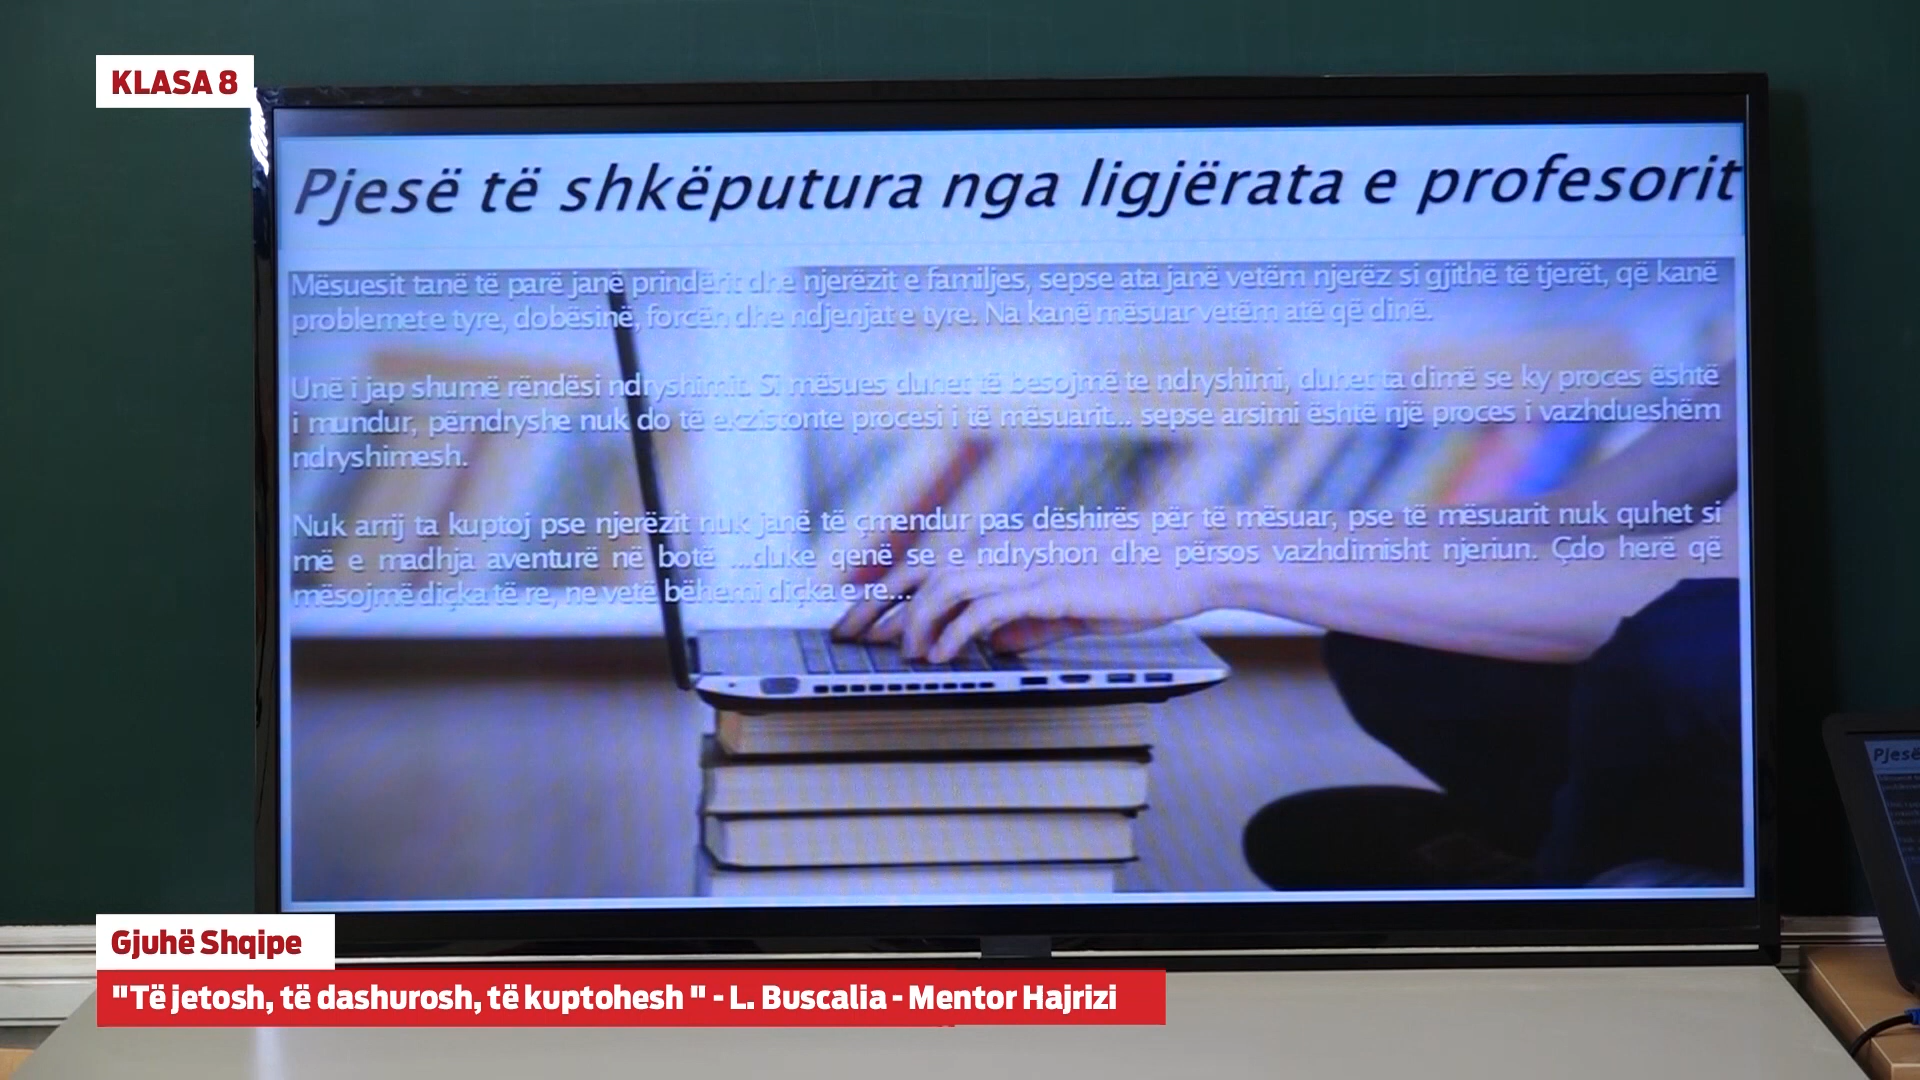 KLASA 8
Pjesë të shkëputura nga ligjërata e profesorit
Mësuesit tanë të parë janë prindërit dhe njerëzit e familjes, sepse ata janë vetëm njerëz si gjithë të tjerët, që kanë
problemet e tyre, dobësinë, forcën dhe ndjenjat e tyre. Na kanë mësuar vetëm atë që dinë.
Unë i jap shumë rëndësi ndryshimit. Si mësues duhet të besojmë te ndryshimi, duhet ta dimë se ky proces është
i mundur, përndryshe nuk do të ekzistonte procesi i të mësuarit... sepse arsimi është një proces i vazhdueshëm
ndryshimesh.
Nuk arrij ta kuptoj pse njerëzit nuk janë të çmendur pas dëshirës për të mësuar, pse të mësuarit nuk quhet si
më e madhja aventurë në botë ...duke qenë se e ndryshon dhe përsos vazhdimisht njeriun. Çdo herë që
mësojmë diçka të re, ne vetë bëhemi diçka e re...
Pjesë
Gjuhë Shqipe
"Të jetosh, të dashurosh, të kuptohesh " - L. Buscalia - Mentor Hajrizi